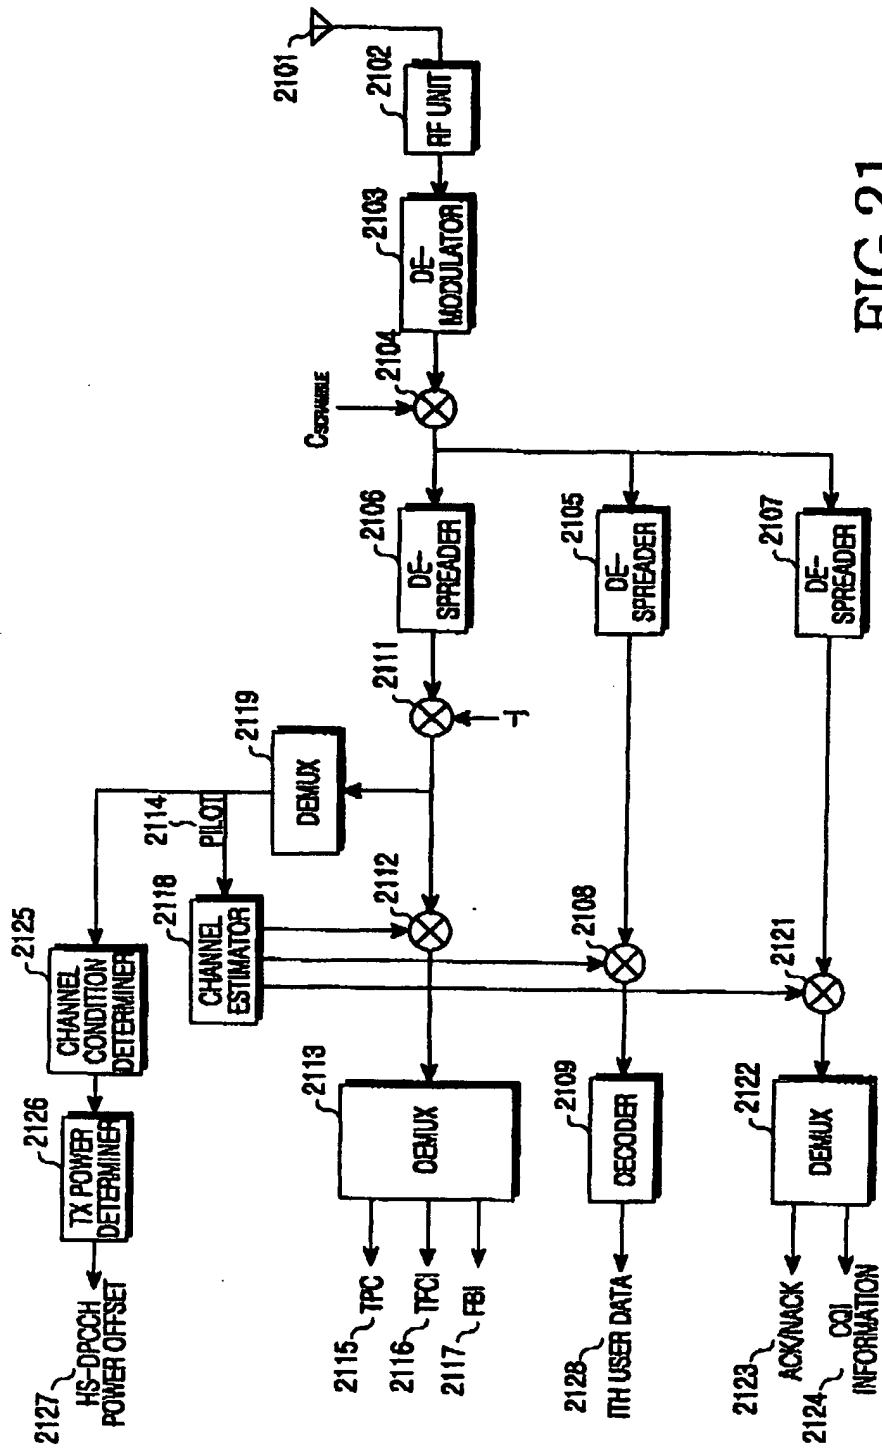 2101
2102
RF UNIT
2103
DE-
MODULATOR
2104
CSCRAMBLE
2106
DE-
SPREADER
2105
DE-
SPREADER
2107
DE-
SPREADER
2111
-j
2119
DEMUX
2114
PILOT
2118
CHANNEL
ESTIMATOR
2112
2108
2121
2125
CHANNEL
CONDITION
DETERMINER
2126
TX POWER
DETERMINER
2127
HS-DPCCH
POWER OFFSET
2113
DEMUX
2115 TPC
2116 TFCI
2117 FBI
2109
DECODER
2128 ITH USER DATA
2122
DEMUX
2123 ACK/NACK
2124 CQI
INFORMATION
FIG.21